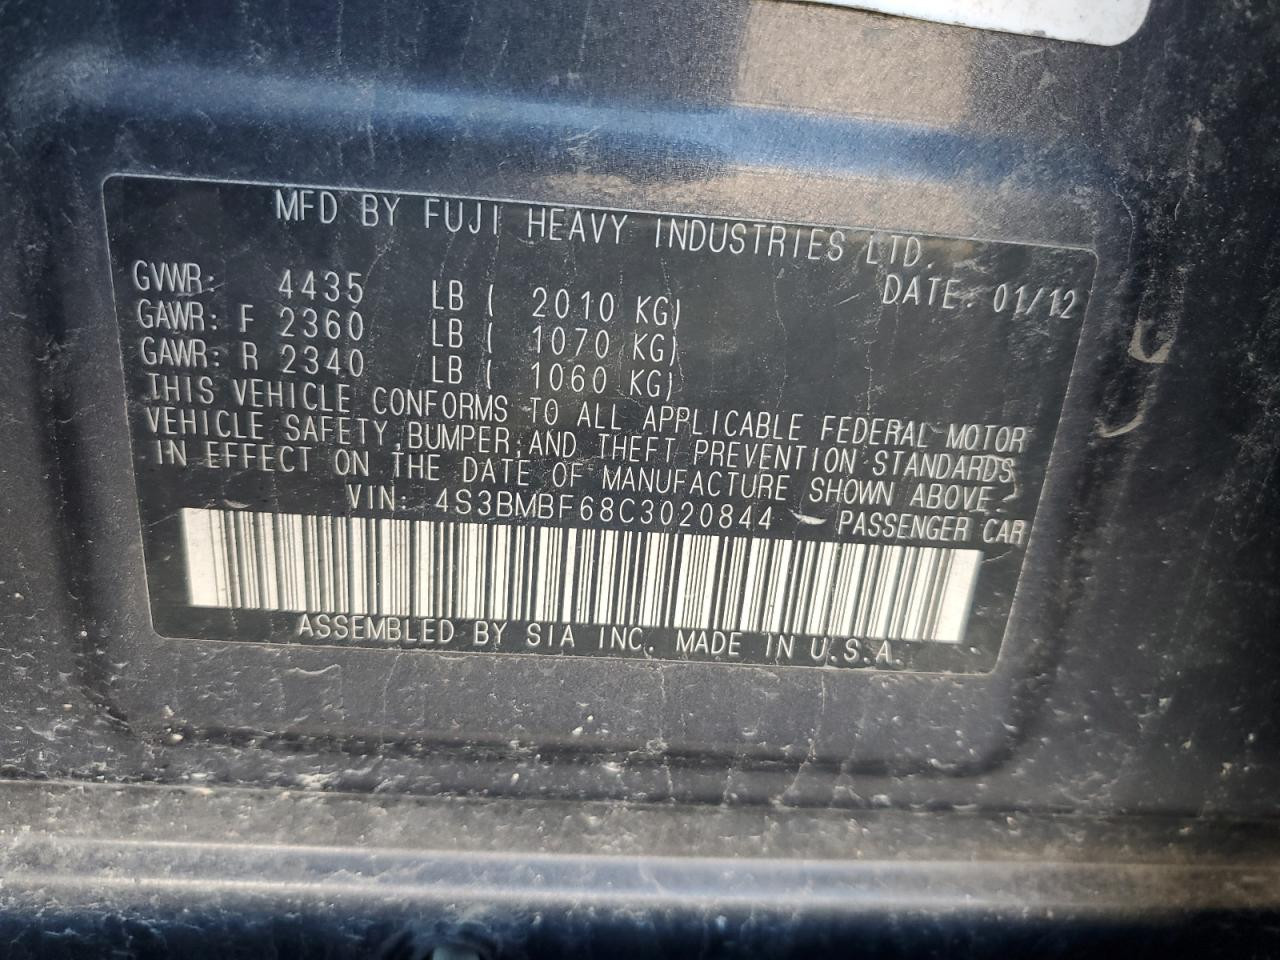 MFD BY FUJI HEAVY INDUSTRIES LTD.
GVWR: 4435 LB ( 2010 KG) DATE: 01/12
GAWR: F 2360 LB ( 1070 KG)
GAWR: R 2340 LB ( 1060 KG)
THIS VEHICLE CONFORMS TO ALL APPLICABLE FEDERAL MOTOR
VEHICLE SAFETY, BUMPER, AND THEFT PREVENTION STANDARDS
IN EFFECT ON THE DATE OF MANUFACTURE SHOWN ABOVE.
VIN: 4S3BMBF68C3020844 PASSENGER CAR
ASSEMBLED BY SIA INC. MADE IN U.S.A.